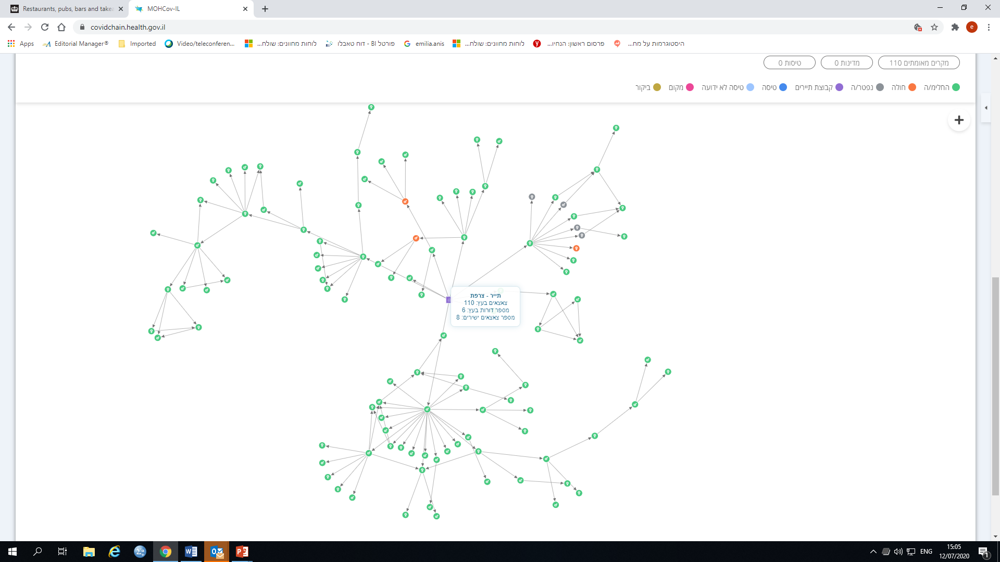 Restaurants, pubs, bars and takea
MOHCov-IL
covidchain.health.gov.il
e
Apps
Editorial Manager®
Imported
Video/teleconferen...
לוחות מחוונים: שולח...
פורטל BI - דוח טאבלו
emilia.anis
לוחות מחוונים: שולח...
פרסום ראשון: הנחיו...
היסטוגרמות על מח...
מקרים מאומתים 110
מדינות 0
טיסות 0
החלימ/ה
חולה
נפטר/ה
קבוצת תיירים
טיסה
טיסה לא ידועה
מקום
ביקור
תייר - צרפת
צאצאים בעץ: 110
מספר דורות בעץ: 6
מספר צאצאים ישירים: 8
ENG
15:05
12/07/2020
1